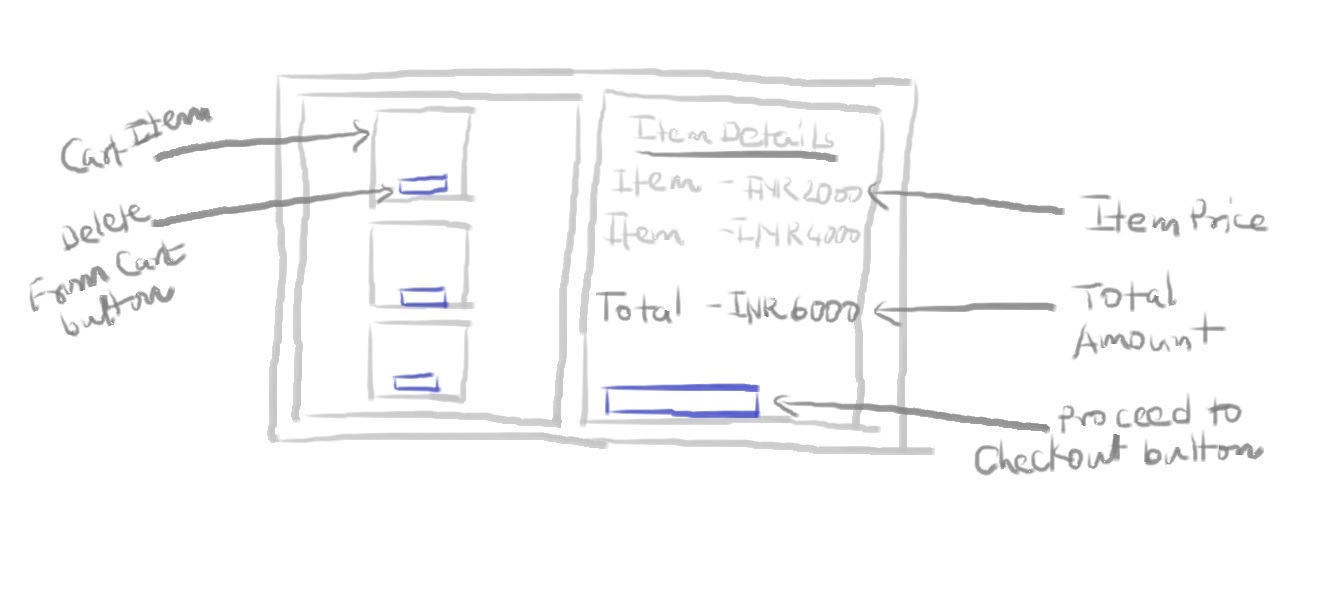 Cart Item
Delete
From Cart
button
Item Details
Item - INR2000
Item - INR4000
Total - INR6000
Item Price
Total
Amount
Proceed to
Checkout button